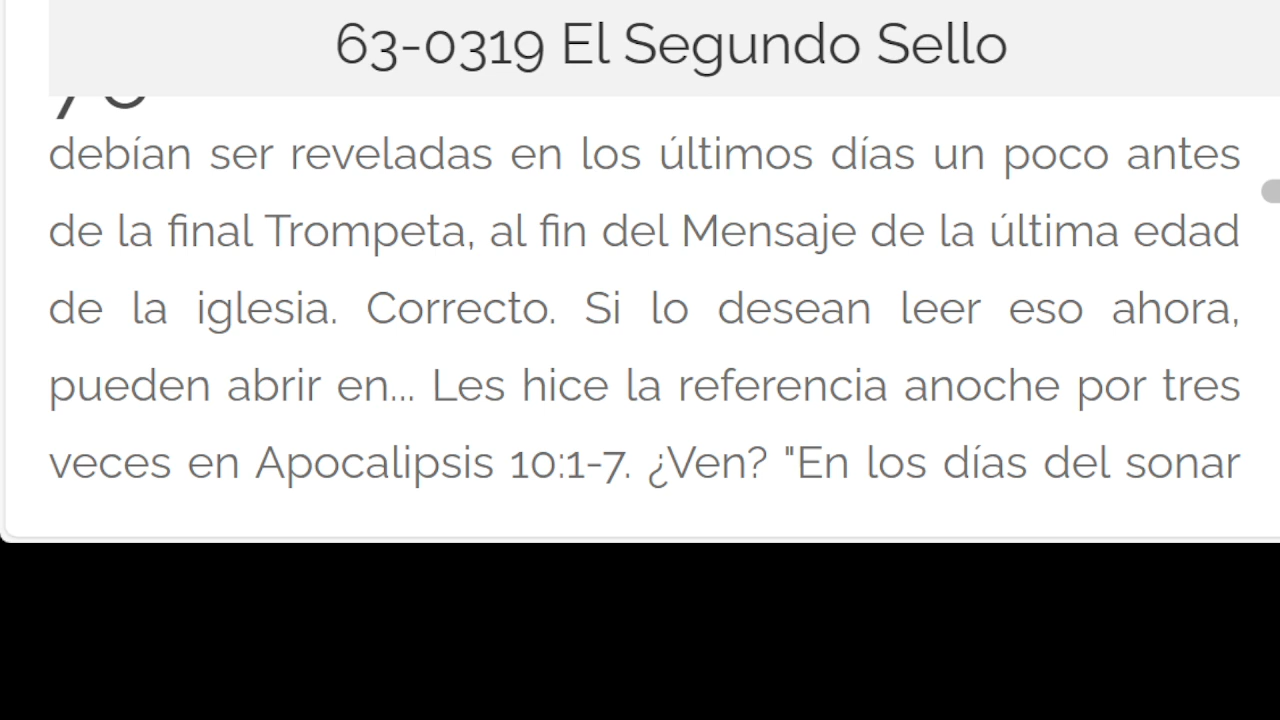 63-0319 El Segundo Sello
debían ser reveladas en los últimos días un poco antes
de la final Trompeta, al fin del Mensaje de la última edad
de la iglesia. Correcto. Si lo desean leer eso ahora,
pueden abrir en... Les hice la referencia anoche por tres
veces en Apocalipsis 10:1-7. ¿Ven? "En los días del sonar